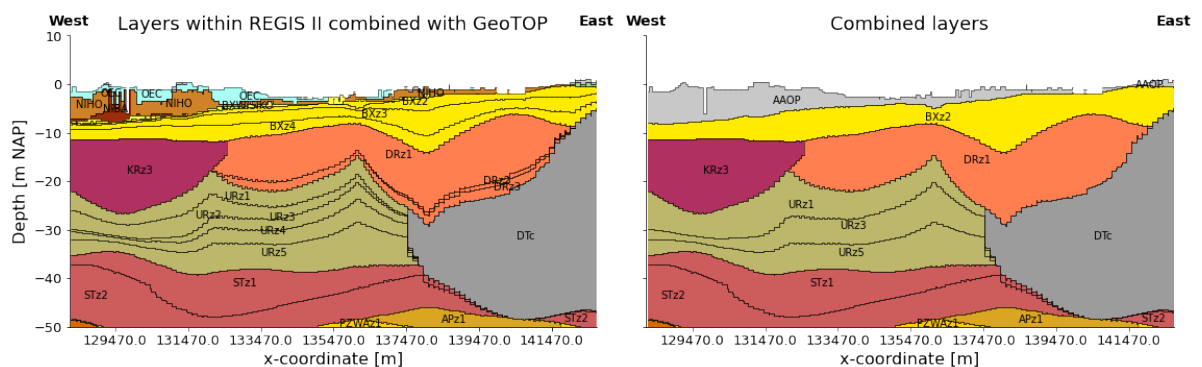 West
Layers within REGIS II combined with GeoTOP
East
10
0
−10
−20
−30
−40
−50
Depth [m NAP]
OEC
OEC
NIHO
NIBA
NIHO
OEC
NIHO
BXz2
BXz3
BXz4
KRz3
DRz1
DRz2
DRz3
URz1
URz2
URz3
URz4
URz5
DTc
STz1
STz2
PZWAz1
APz1
STz2
129470.0
131470.0
133470.0
135470.0
137470.0
139470.0
141470.0
x-coordinate [m]
West
Combined layers
East
AAOP
AAOP
BXz2
KRz3
DRz1
URz1
URz3
URz5
DTc
STz1
STz2
PZWAz1
APz1
STz2
129470.0
131470.0
133470.0
135470.0
137470.0
139470.0
141470.0
x-coordinate [m]